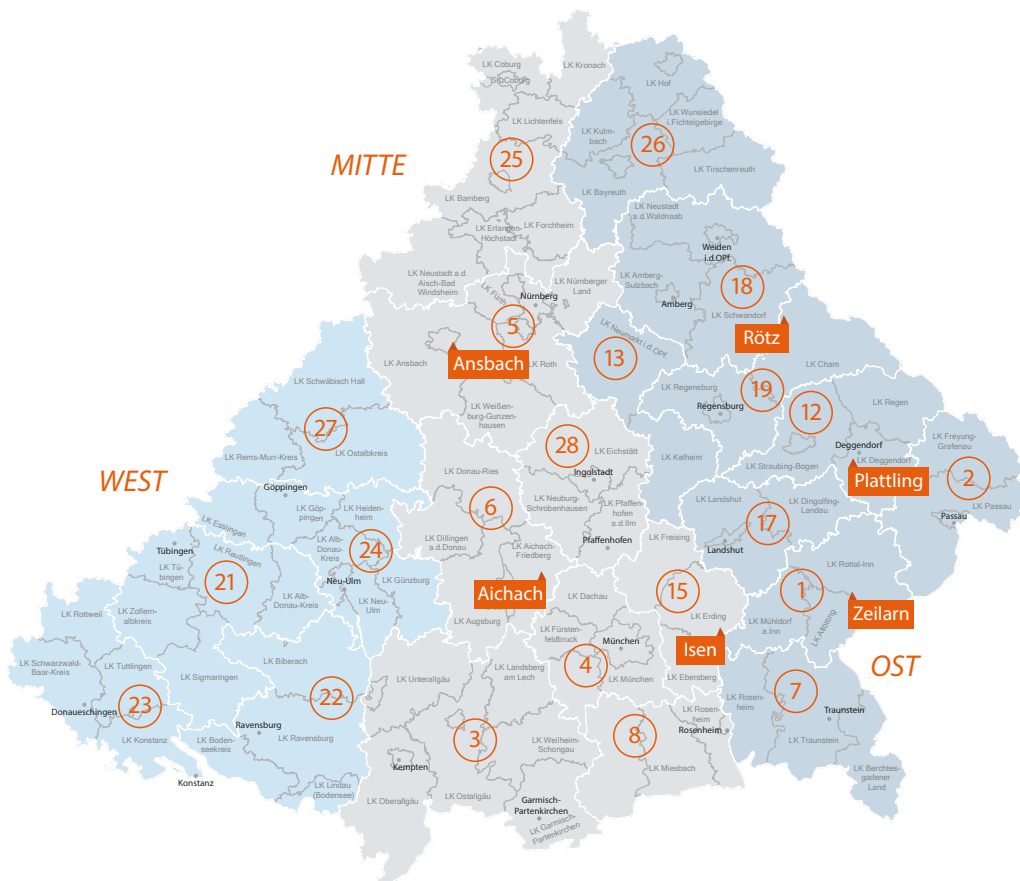 LK Coburg
SK Coburg
LK Kronach
LK Lichtenfels
25
MITTE
LK Bamberg
LK Erlangen-
Höchstadt
LK Forchheim
LK Neustadt a.d.
Aisch-Bad
Windsheim
LK Fürth
Nürnberg
LK Nürnberger
Land
5
Ansbach
LK Ansbach
LK Roth
LK Weißen-
burg-Gunzen-
hausen
LK Hof
LK Wunsiedel
i.Fichtelgebirge
LK Kulm-
bach
26
LK Tirschenreuth
LK Bayreuth
LK Neustadt
a.d.Waldnaab
Weiden
i.d.OPf.
18
LK Amberg-
Sulzbach
Amberg
LK Schwandorf
Rötz
LK Neumarkt i.d.OPf.
13
LK Cham
LK Regensburg
19
Regensburg
12
LK Regen
Deggendorf
LK Deggendorf
LK Straubing-Bogen
Plattling
LK Freyung-
Grafenau
2
LK Passau
Passau
LK Kelheim
LK Schwäbisch Hall
27
LK Rems-Murr-Kreis
LK Ostalbkreis
WEST
Göppingen
LK Esslingen
LK Göp-
pingen
LK Heiden-
heim
LK Alb-
Donau-
Kreis
24
Neu-Ulm
LK Neu-
Ulm
LK Günzburg
Tübingen
LK Tü-
bingen
LK Reutlingen
21
LK Alb-
Donau-Kreis
LK Zollern-
albkreis
LK Rottweil
LK Schwarzwald-
Baar-Kreis
LK Tuttlingen
23
Donaueschingen
LK Konstanz
Konstanz
LK Sigmaringen
LK Biberach
22
Ravensburg
LK Ravensburg
LK Boden-
seekreis
LK Lindau
(Bodensee)
28
LK Eichstätt
Ingolstadt
LK Donau-Ries
6
LK Neuburg-
Schrobenhausen
LK Pfaffen-
hofen
a.d.Ilm
Pfaffenhofen
LK Dillingen
a.d.Donau
LK Aichach-
Friedberg
Aichach
LK Augsburg
LK Freising
15
LK Erding
Isen
LK Dachau
LK Fürsten-
feldbruck
München
4
LK München
LK Ebersberg
LK Landsberg
am Lech
LK Unterallgäu
3
LK Weilheim-
Schongau
Kempten
LK Oberallgäu
LK Ostallgäu
Garmisch-
Partenkirchen
LK Garmisch-
Partenkirchen
8
LK Rosen-
heim
Rosenheim
LK Miesbach
LK Landshut
LK Dingolfing-
Landau
17
Landshut
LK Rottal-Inn
1
Zeilarn
LK Mühldorf
a.Inn
LK Altötting
OST
LK Rosen-
heim
7
Traunstein
LK Traunstein
LK Berchtes-
gadener
Land